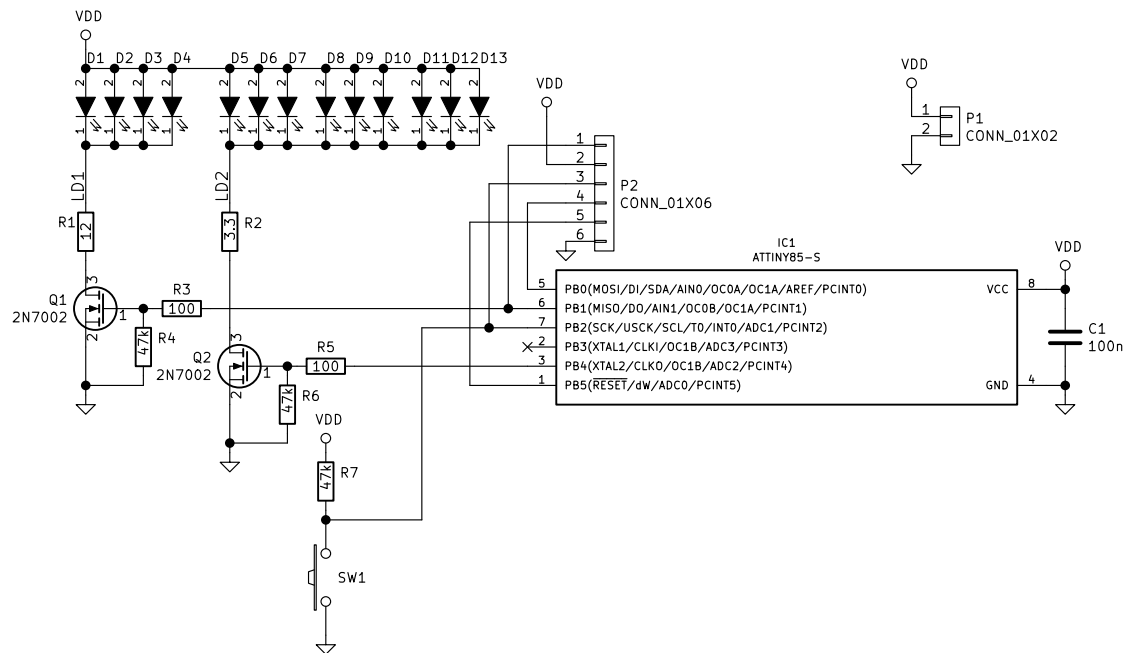 VDD
D1 D2 D3 D4 D5 D6 D7 D8 D9 D10 D11 D12 D13
2 2 2 2 2 2 2 2 2 2 2 2 2
1 1 1 1 1 1 1 1 1 1 1 1 1
VDD
1
2
3
4
5
6
P2
CONN_01X06
VDD
1
2
P1
CONN_01X02
LD1
R1
12
LD2
R2
3.3
Q1
2N7002
3
1
2
R3
100
R4
47k
Q2
2N7002
3
1
2
R5
100
R6
47k
VDD
R7
47k
SW1
IC1
ATTINY85-S
5 PB0(MOSI/DI/SDA/AIN0/OC0A/OC1A/AREF/PCINT0)
6 PB1(MISO/DO/AIN1/OC0B/OC1A/PCINT1)
7 PB2(SCK/USCK/SCL/T0/INT0/ADC1/PCINT2)
2 PB3(XTAL1/CLKI/OC1B/ADC3/PCINT3)
3 PB4(XTAL2/CLKO/OC1B/ADC2/PCINT4)
1 PB5(RESET/dW/ADC0/PCINT5)
VCC 8
GND 4
VDD
C1
100n